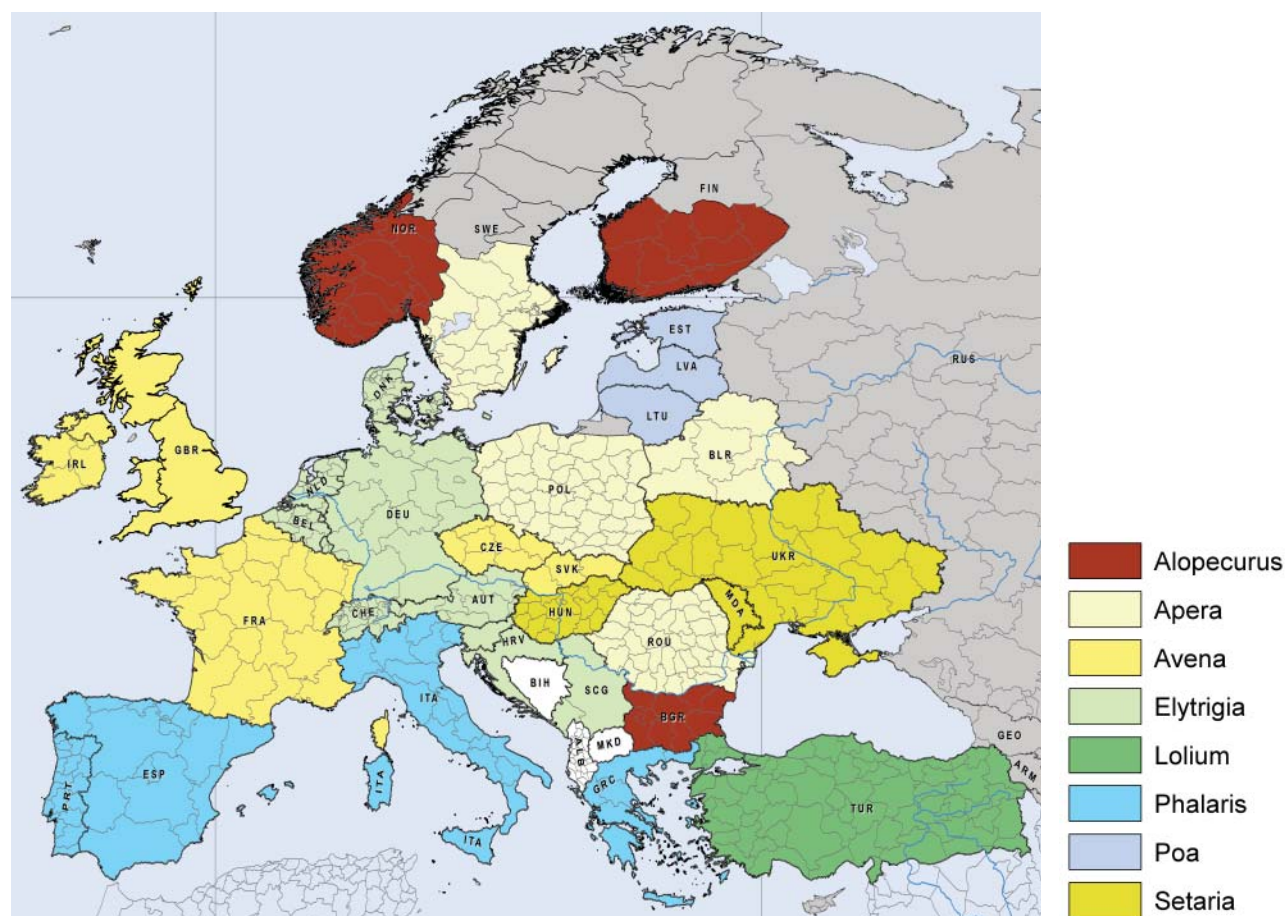 FIN
NOR
SWE
EST
LVA
RUS
LTU
DNK
BLR
GBR
IRL
NLD
POL
DEU
BEL
CZE
UKR
SVK
MDA
AUT
CHE
HUN
FRA
HRV
ROU
BIH
SCG
ITA
BGR
MKD
ALB
GEO
ARM
ESP
PRT
ITA
GRC
TUR
ITA
Alopecurus
Apera
Avena
Elytrigia
Lolium
Phalaris
Poa
Setaria